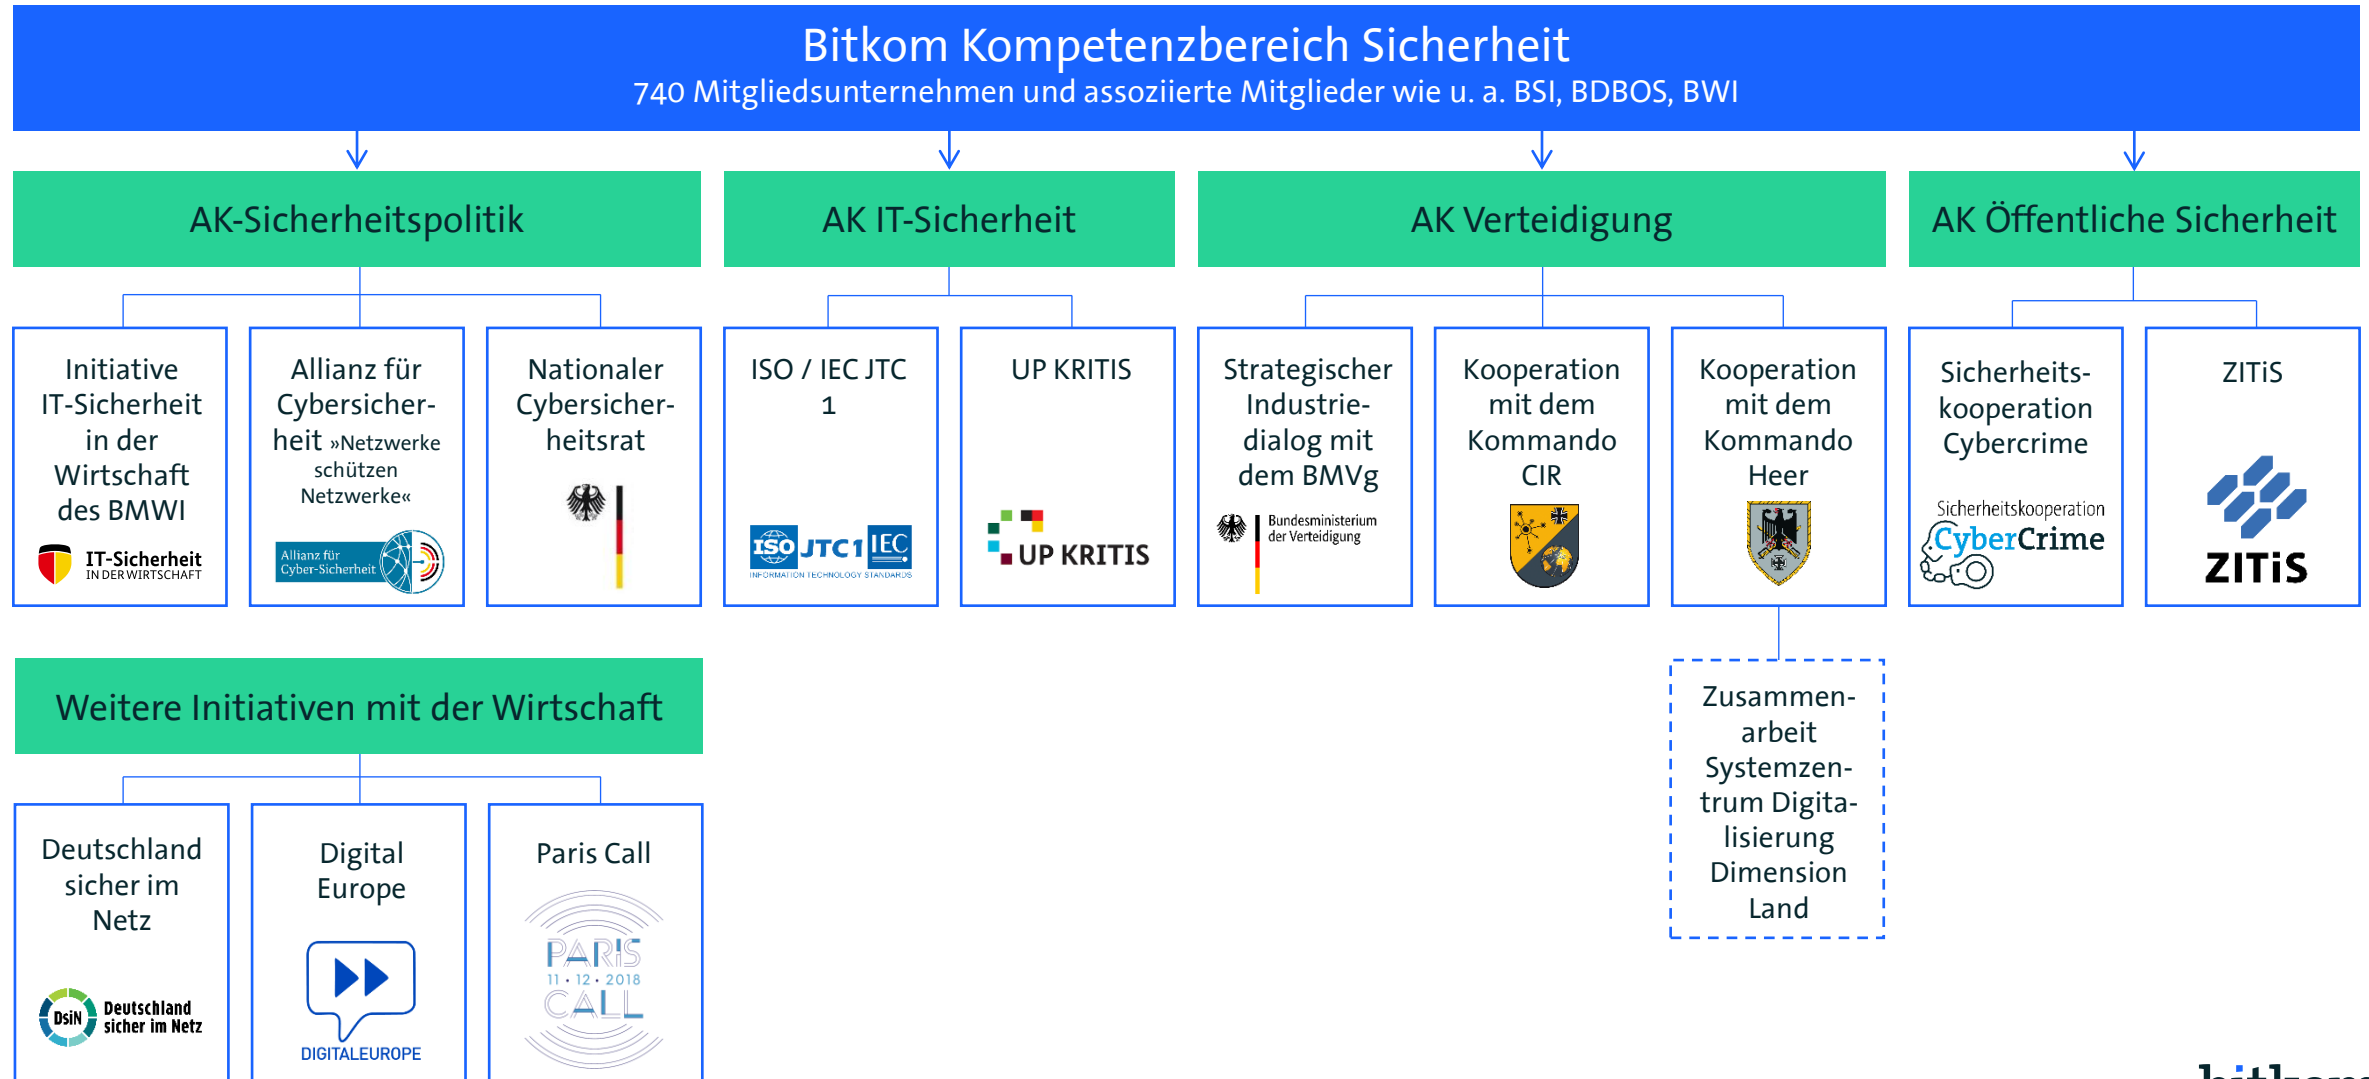 Bitkom Kompetenzbereich Sicherheit
740 Mitgliedsunternehmen und assoziierte Mitglieder wie u. a. BSI, BDBOS, BWI
AK-Sicherheitspolitik
AK IT-Sicherheit
AK Verteidigung
AK Öffentliche Sicherheit
Initiative
IT-Sicherheit
in der
Wirtschaft
des BMWI
IT-Sicherheit
IN DER WIRTSCHAFT
Allianz für
Cybersicher-
heit »Netzwerke
schützen
Netzwerke«
Allianz für
Cyber-Sicherheit
Nationaler
Cybersicher-
heitsrat
ISO / IEC JTC
1
ISO JTC1 IEC
INFORMATION TECHNOLOGY STANDARDS
UP KRITIS
UP KRITIS
Strategischer
Industrie-
dialog mit
dem BMVg
Bundesministerium
der Verteidigung
Kooperation
mit dem
Kommando
CIR
Kooperation
mit dem
Kommando
Heer
Zusammen-
arbeit
Systemzen-
trum Digita-
lisierung
Dimension
Land
Sicherheits-
kooperation
Cybercrime
Sicherheitskooperation
CyberCrime
ZITiS
ZITiS
Weitere Initiativen mit der Wirtschaft
Deutschland
sicher im
Netz
DsiN
Deutschland
sicher im Netz
Digital
Europe
DIGITALEUROPE
Paris Call
PARIS
11 • 12 • 2018
CALL
bitkom